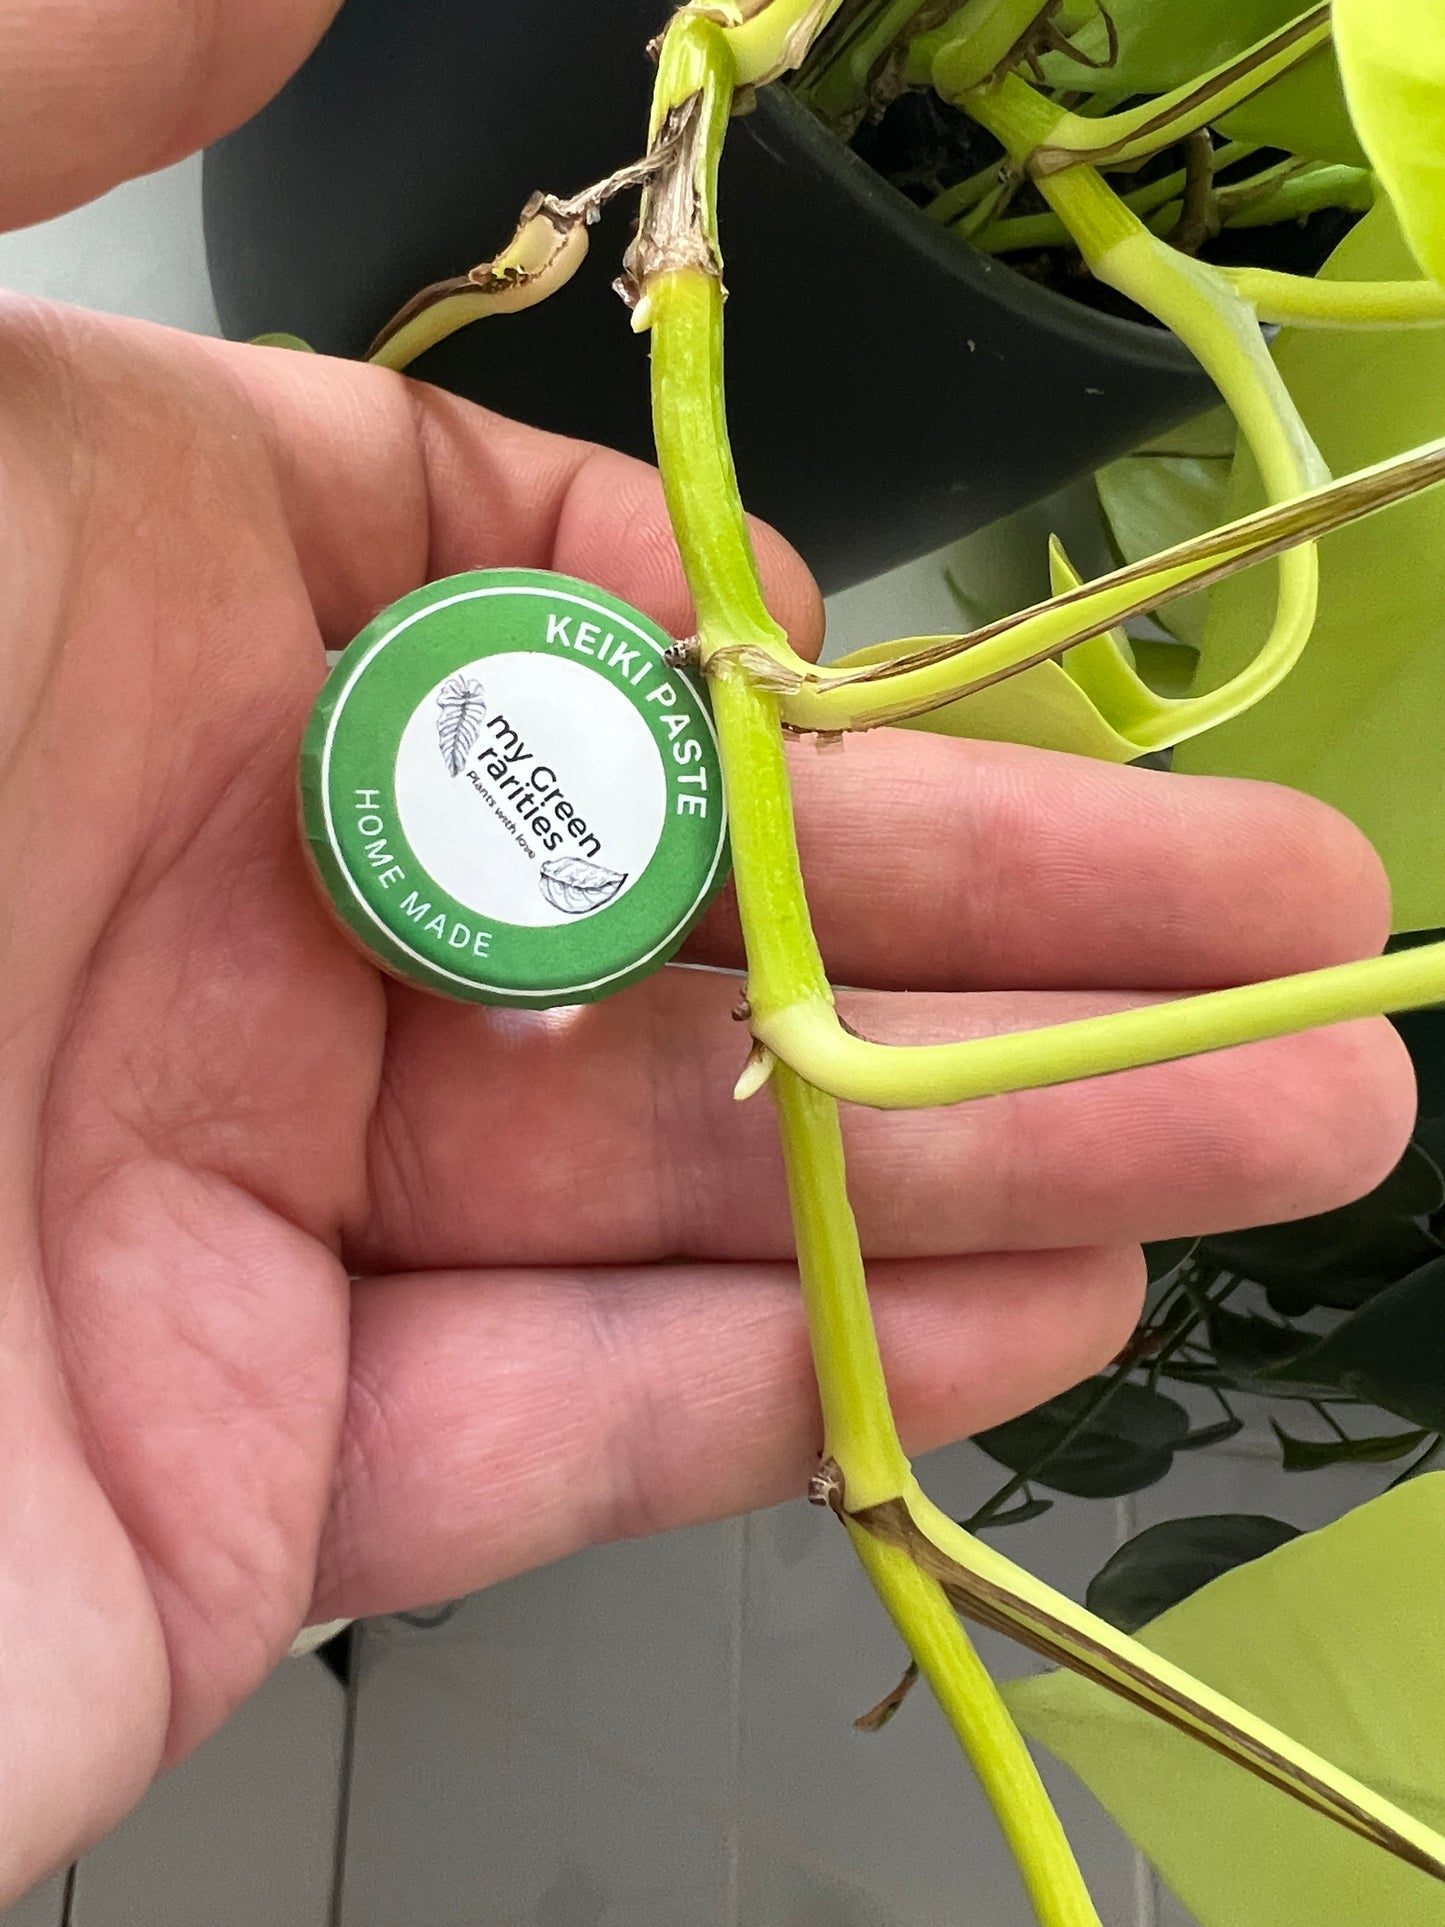 KEIKI PASTE
my Green
rarities
Plants with love
HOME MADE